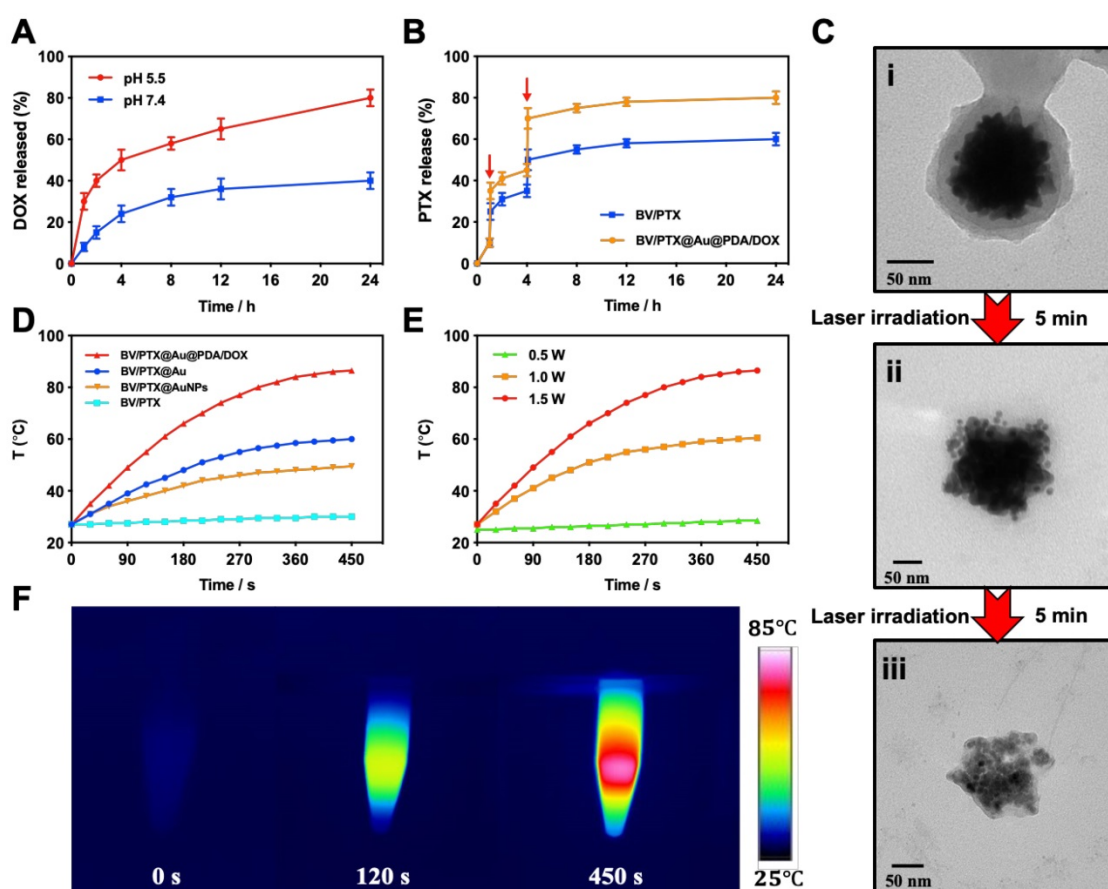 A
DOX released (%)
100
80
60
40
20
0
pH 5.5
pH 7.4
0 4 8 12 16 20 24
Time / h
B
PTX release (%)
100
80
60
40
20
0
BV/PTX
BV/PTX@Au@PDA/DOX
0 4 8 12 16 20 24
Time / h
C
i
50 nm
Laser irradiation 5 min
ii
50 nm
Laser irradiation 5 min
iii
50 nm
D
T (°C)
100
80
60
40
20
BV/PTX@Au@PDA/DOX
BV/PTX@Au
BV/PTX@AuNPs
BV/PTX
0 90 180 270 360 450
Time / s
E
T (°C)
100
80
60
40
20
0.5 W
1.0 W
1.5 W
0 90 180 270 360 450
Time / s
F
0 s
120 s
450 s
85°C
25°C